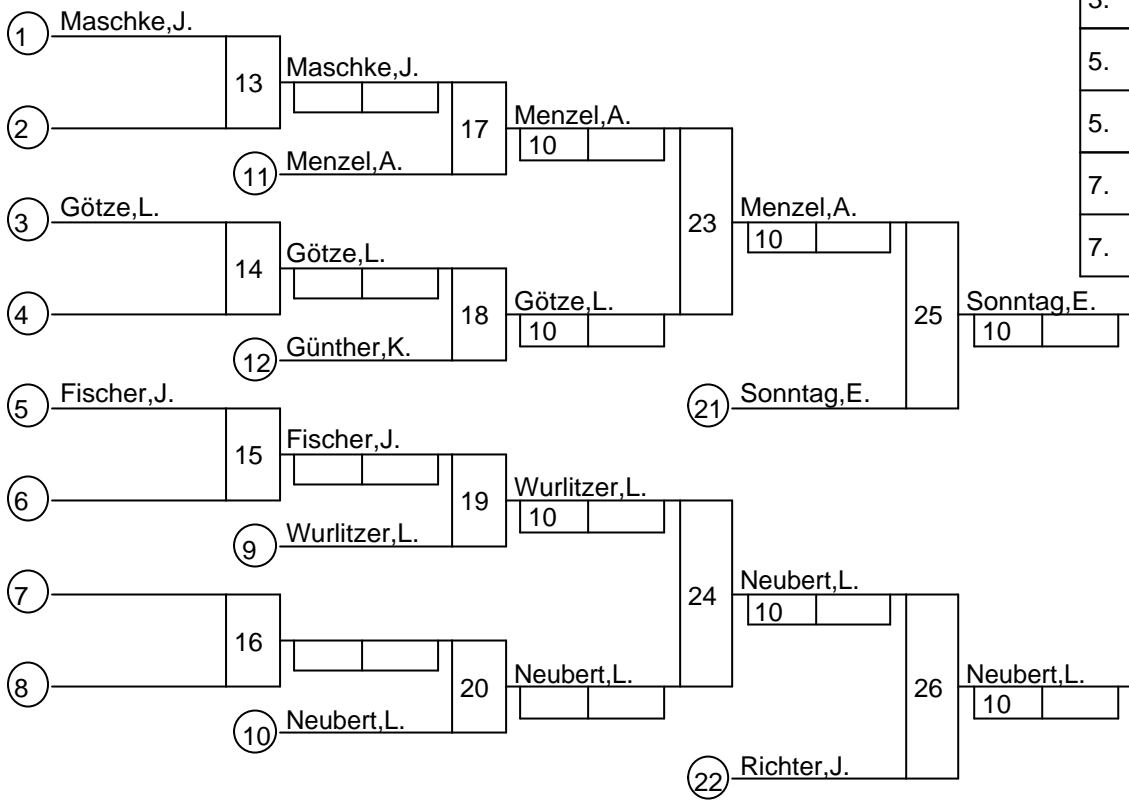 3.
1 Maschke,J.
5.
13 Maschke,J.
5.
2
17 Menzel,A.
10
11 Menzel,A.
7.
3 Götze,L.
Menzel,A.
23
10
7.
14 Götze,L.
4
18 Götze,L.
10
25 Sonntag,E.
10
12 Günther,K.
5 Fischer,J.
21 Sonntag,E.
15 Fischer,J.
6
19 Wurlitzer,L.
10
9 Wurlitzer,L.
7
24 Neubert,L.
10
16
8
20 Neubert,L.
26 Neubert,L.
10
10 Neubert,L.
22 Richter,J.